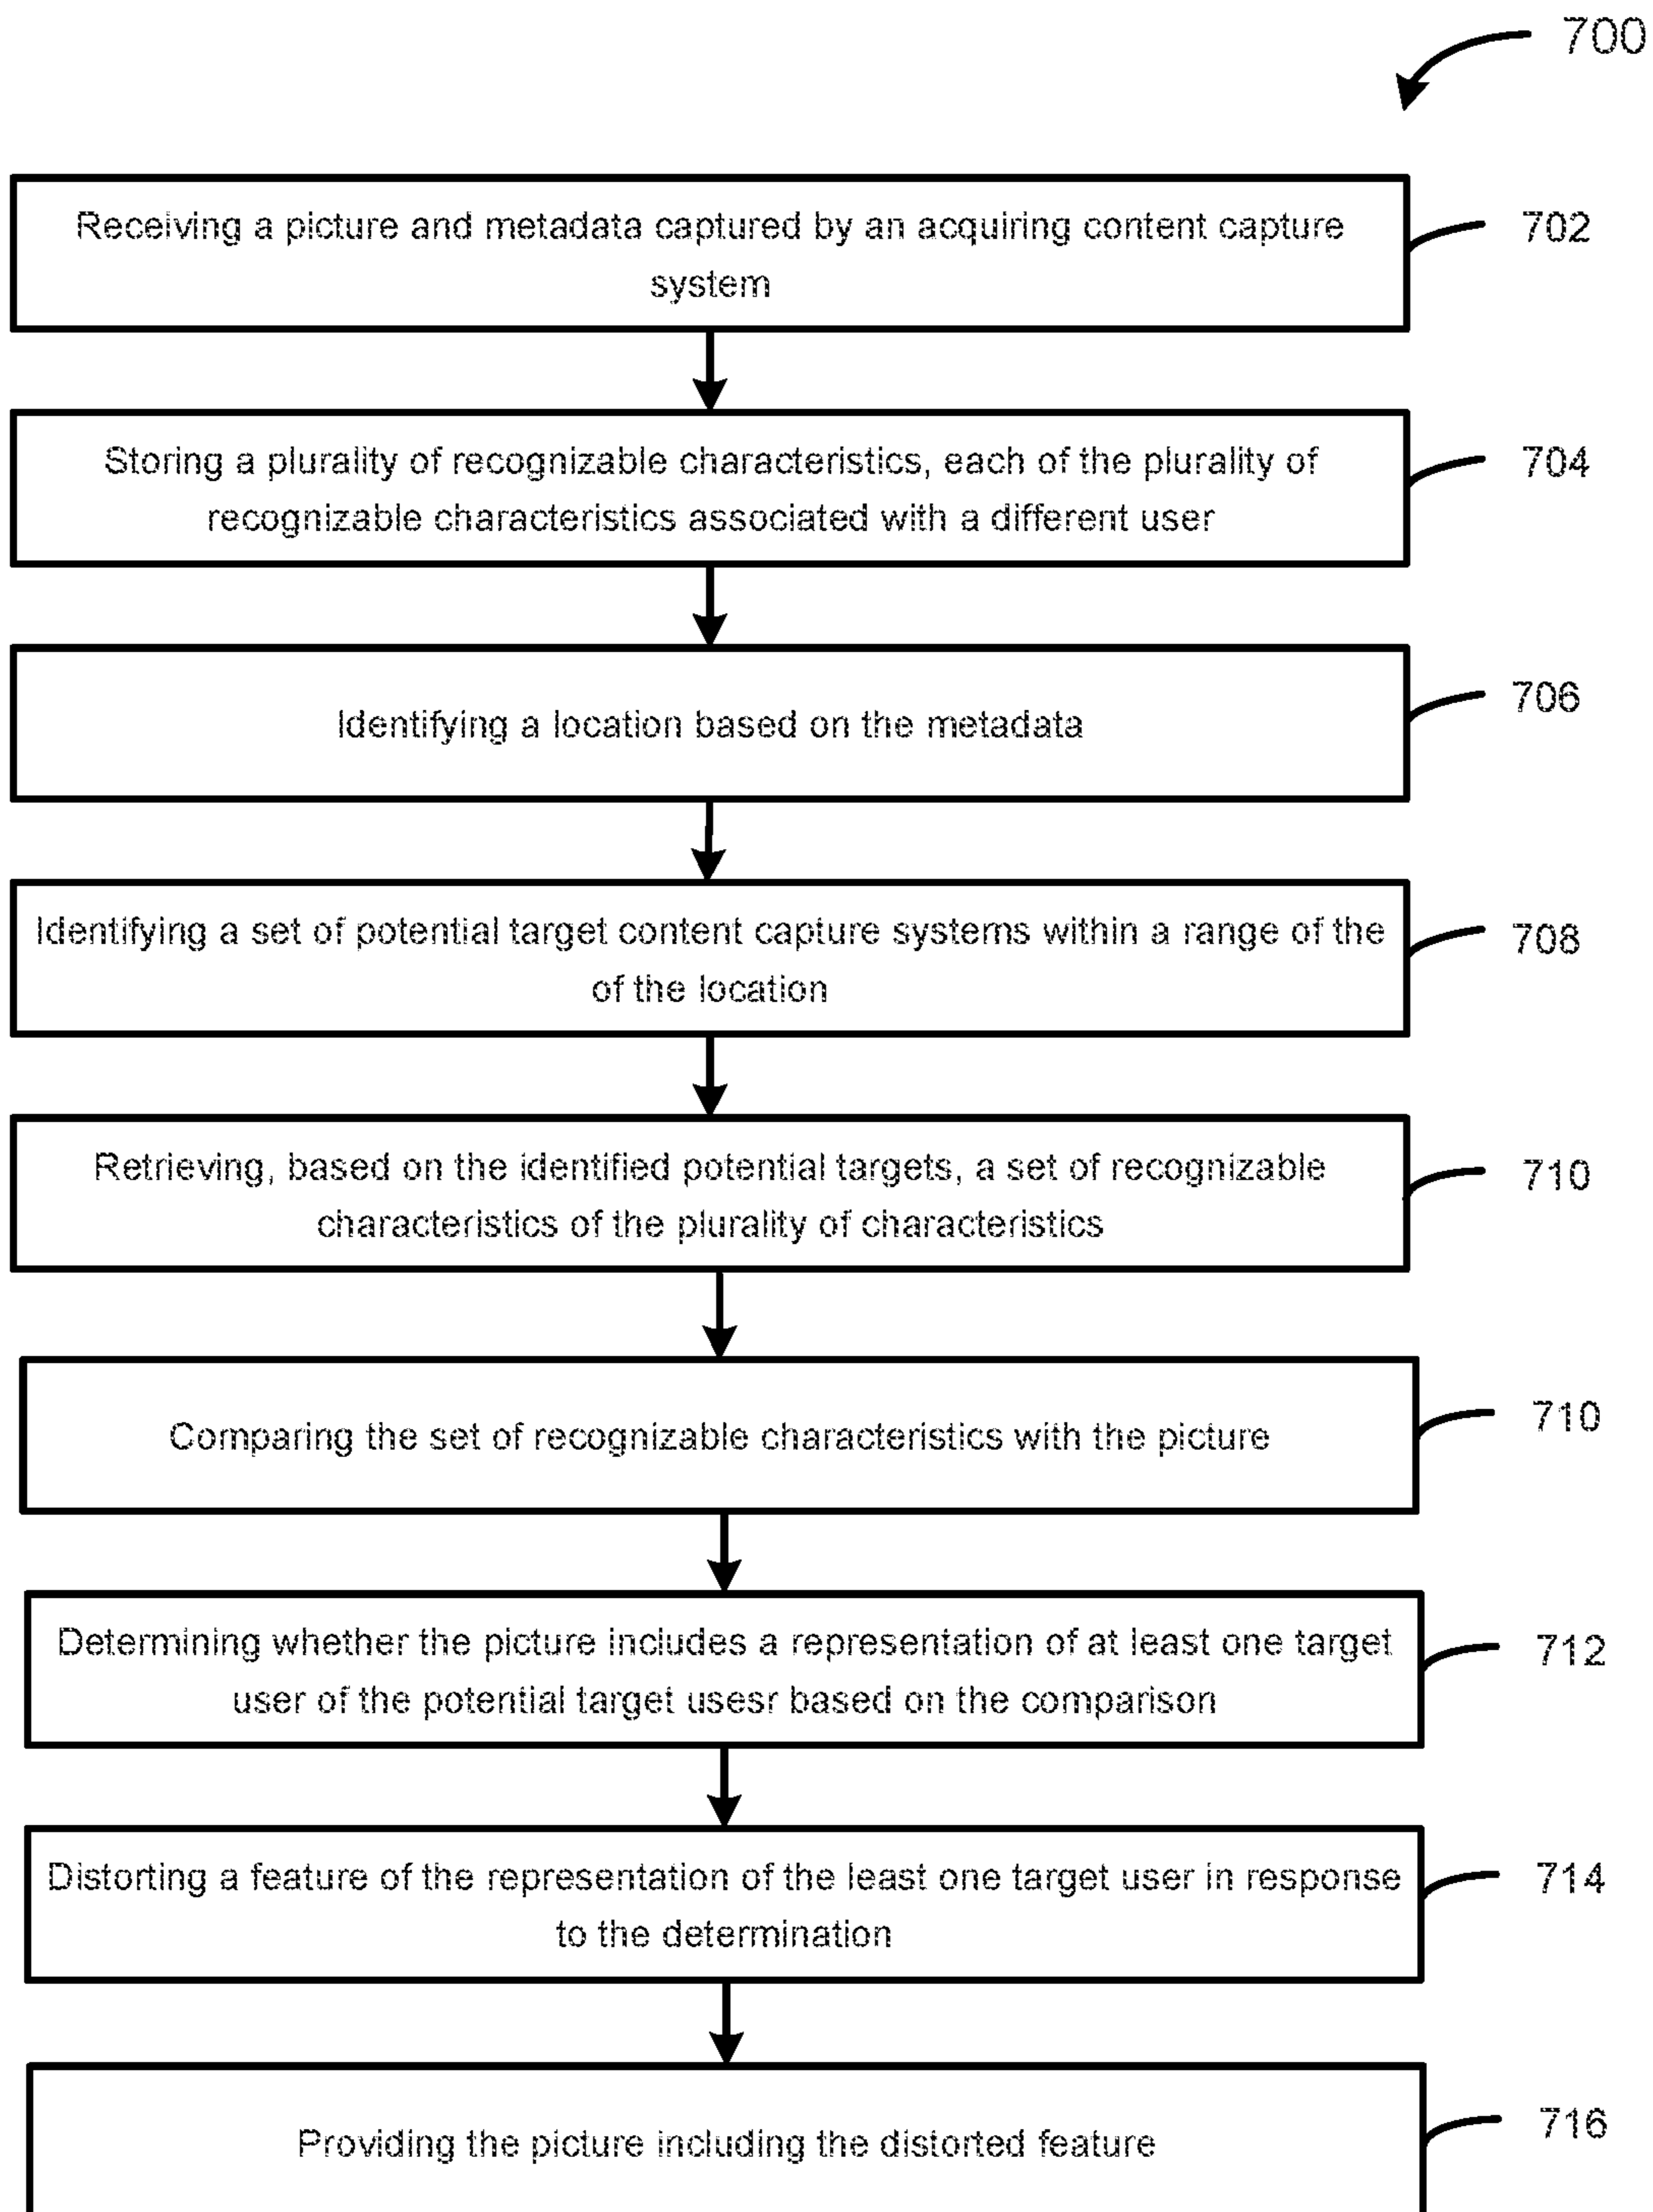 700
Receiving a picture and metadata captured by an acquiring content capture
system
702
Storing a plurality of recognizable characteristics, each of the plurality of
recognizable characteristics associated with a different user
704
Identifying a location based on the metadata
706
Identifying a set of potential target content capture systems within a range of the
of the location
708
Retrieving, based on the identified potential targets, a set of recognizable
characteristics of the plurality of characteristics
710
Comparing the set of recognizable characteristics with the picture
710
Determining whether the picture includes a representation of at least one target
user of the potential target usesr based on the comparison
712
Distorting a feature of the representation of the least one target user in response
to the determination
714
Providing the picture including the distorted feature
716